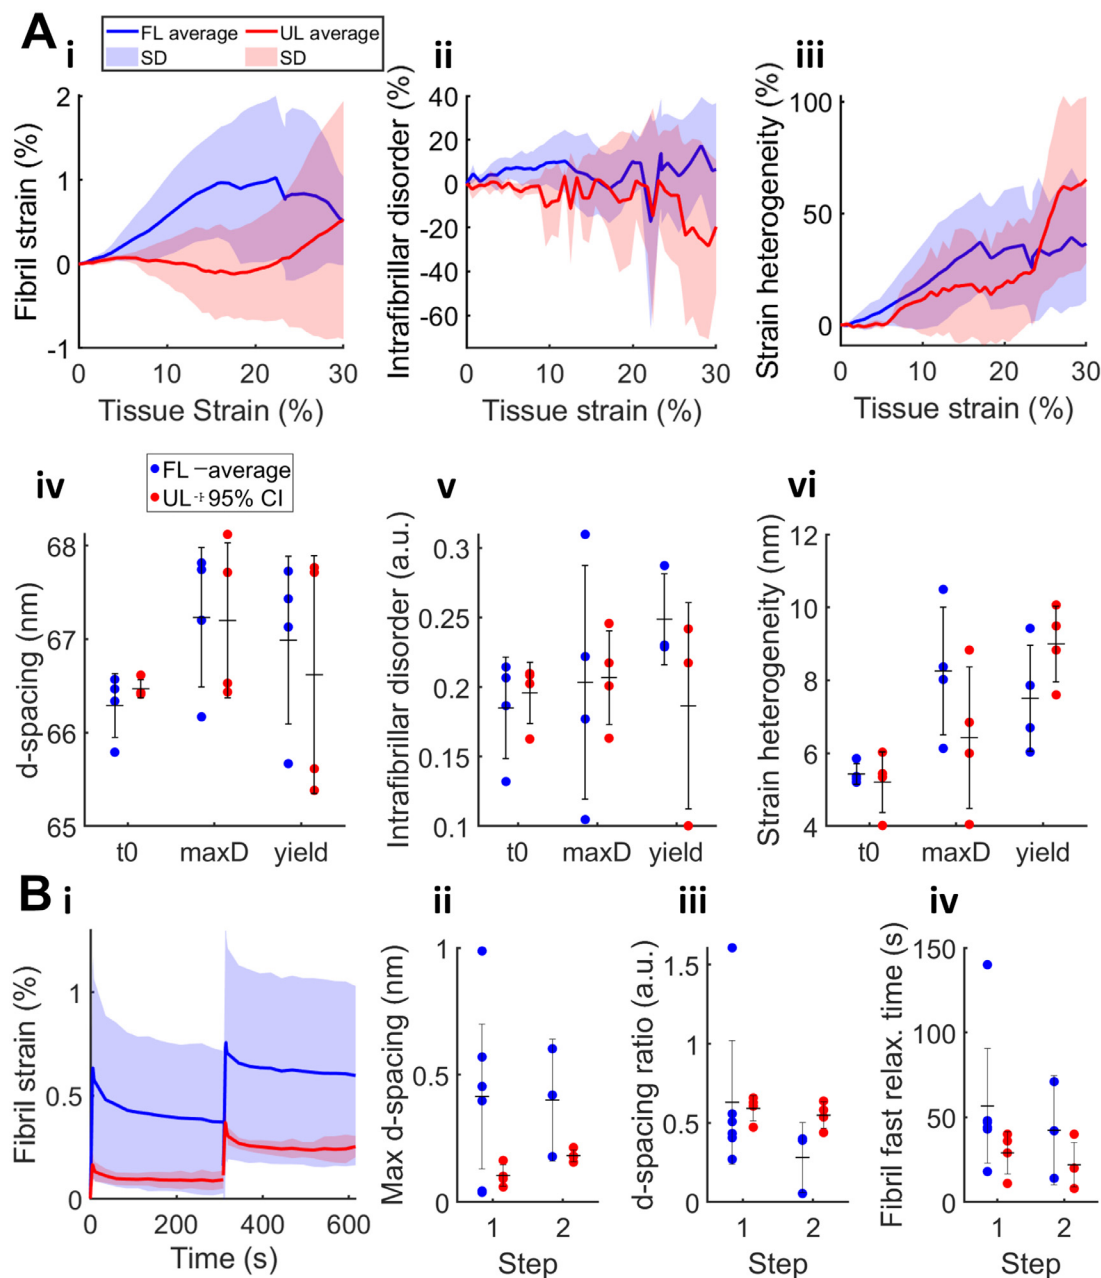 A
FL average
UL average
SD
SD
i
ii
iii
Fibril strain (%)
2
1
0
-1
0
10
20
30
Tissue Strain (%)
Intrafibrillar disorder (%)
40
20
0
-20
-40
-60
0
10
20
30
Tissue strain (%)
Strain heterogeneity (%)
100
50
0
0
10
20
30
Tissue strain (%)
iv
FL
average
UL
95% CI
v
vi
d-spacing (nm)
68
67
66
65
t0
maxD
yield
Intrafibillar disorder (a.u.)
0.3
0.25
0.2
0.15
0.1
t0
maxD
yield
Strain heterogeneity (nm)
12
10
8
6
4
t0
maxD
yield
B
i
ii
iii
iv
Fibril strain (%)
1
0.5
0
0
200
400
600
Time (s)
Max d-spacing (nm)
1
0.5
0
1
2
Step
d-spacing ratio (a.u.)
1.5
1
0.5
0
1
2
Step
Fibril fast relax. time (s)
150
100
50
0
1
2
Step